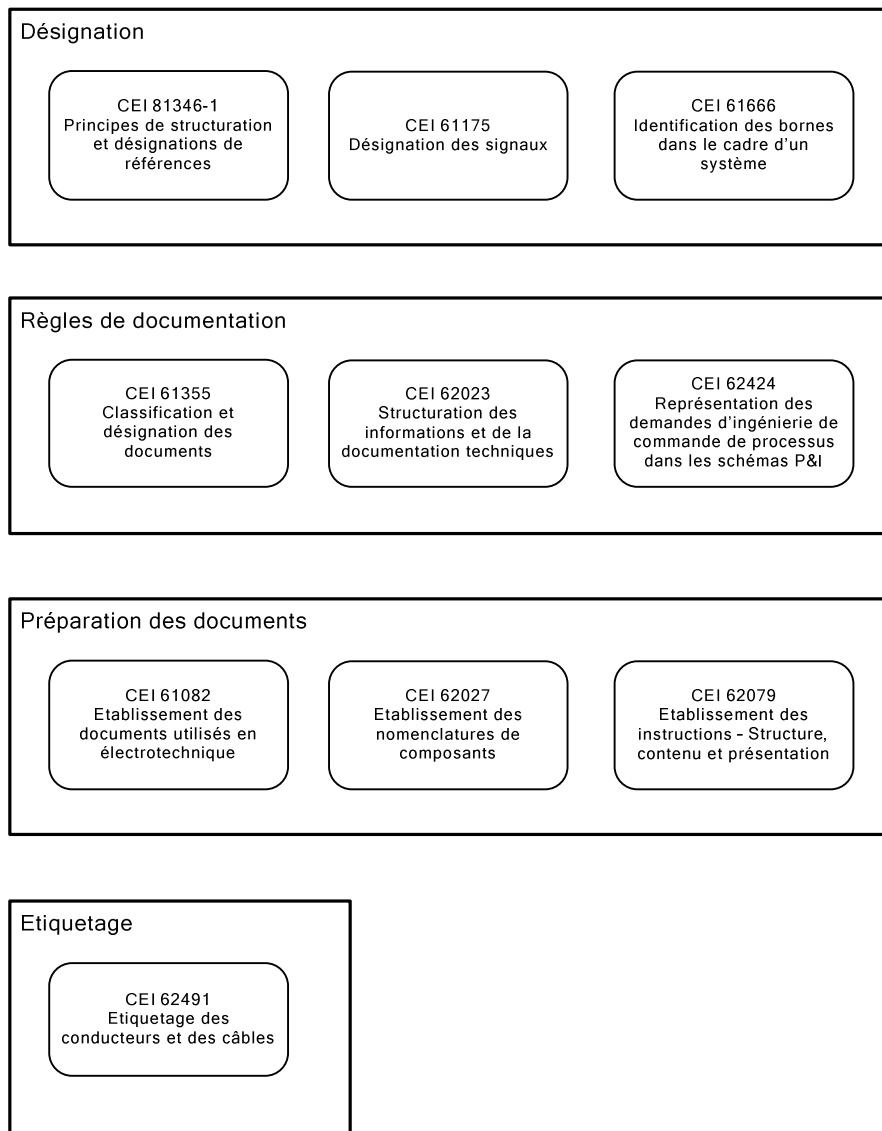 Désignation
CEI 81346-1
Principes de structuration
et désignations de
références
CEI 61175
Désignation des signaux
CEI 61666
Identification des bornes
dans le cadre d'un
système
Règles de documentation
CEI 61355
Classification et
désignation des
documents
CEI 62023
Structuration des
informations et de la
documentation techniques
CEI 62424
Représentation des
demandes d'ingénierie de
commande de processus
dans les schémas P&I
Préparation des documents
CEI 61082
Etablissement des
documents utilisés en
électrotechnique
CEI 62027
Etablissement des
nomenclatures de
composants
CEI 62079
Etablissement des
instructions – Structure,
contenu et présentation
Etiquetage
CEI 62491
Etiquetage des
conducteurs et des câbles